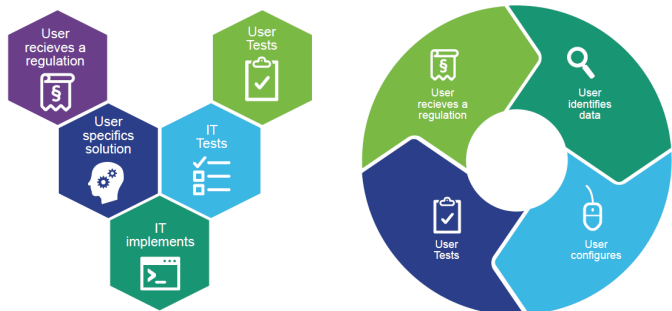 User
recieves a
regulation
§
User
specifics
solution
IT
implements
>_
IT
Tests
User
Tests
§
User
recieves a
regulation
User
identifies
data
User
configures
User
Tests